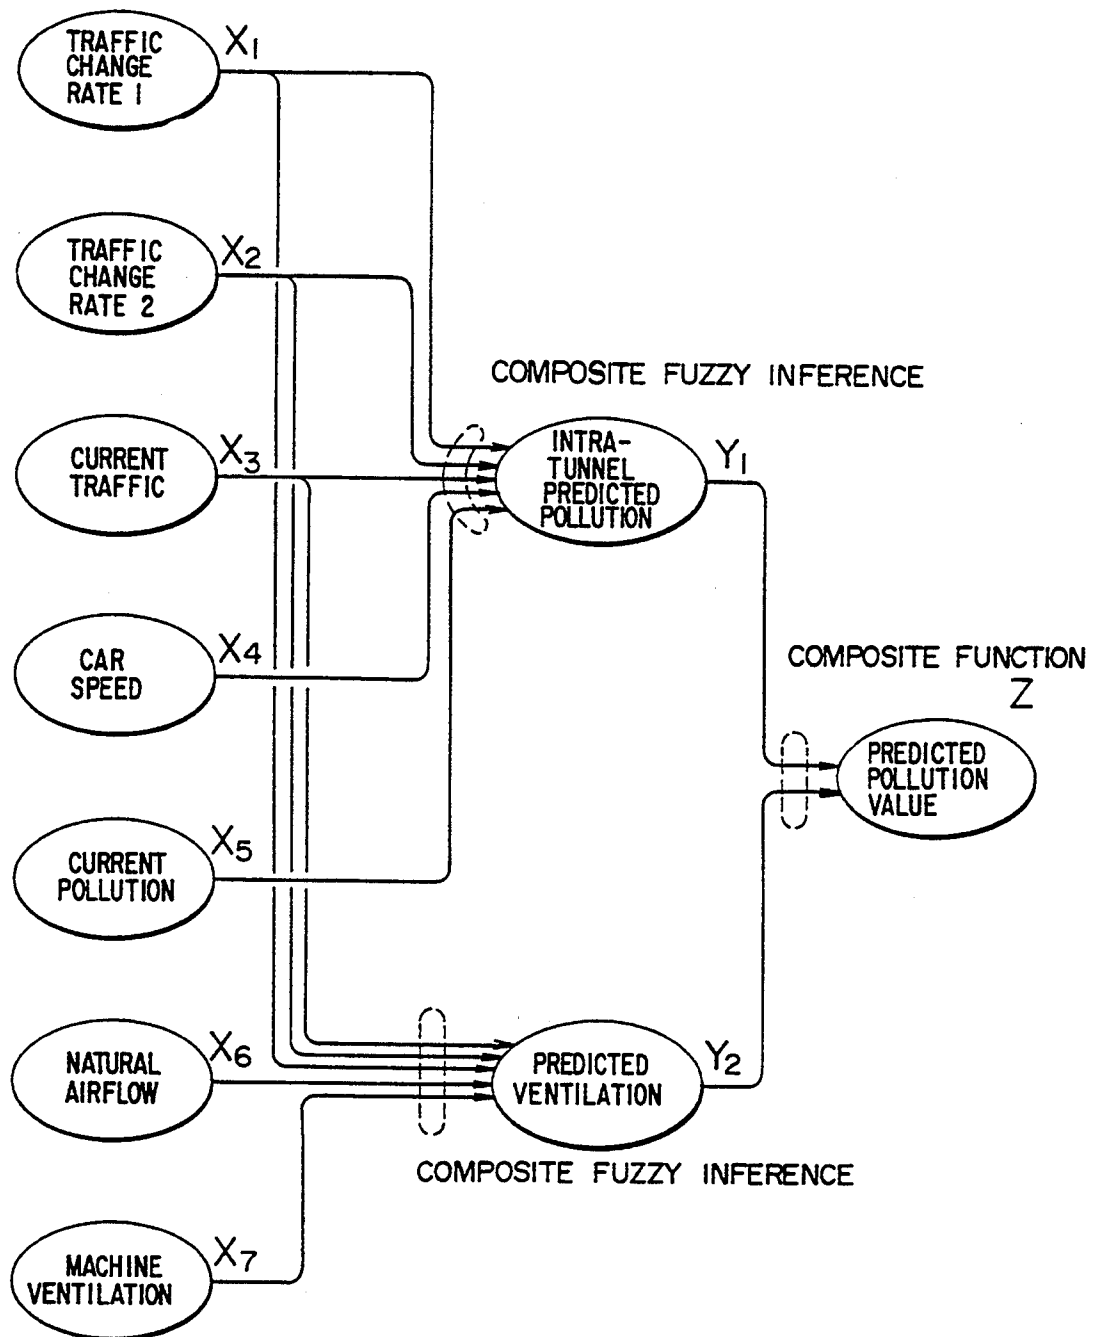 TRAFFIC
CHANGE
RATE 1
X1
TRAFFIC
CHANGE
RATE 2
X2
COMPOSITE FUZZY INFERENCE
CURRENT
TRAFFIC
X3
INTRA-
TUNNEL
PREDICTED
POLLUTION
Y1
CAR
SPEED
X4
COMPOSITE FUNCTION
Z
PREDICTED
POLLUTION
VALUE
CURRENT
POLLUTION
X5
NATURAL
AIRFLOW
X6
PREDICTED
VENTILATION
Y2
COMPOSITE FUZZY INFERENCE
MACHINE
VENTILATION
X7